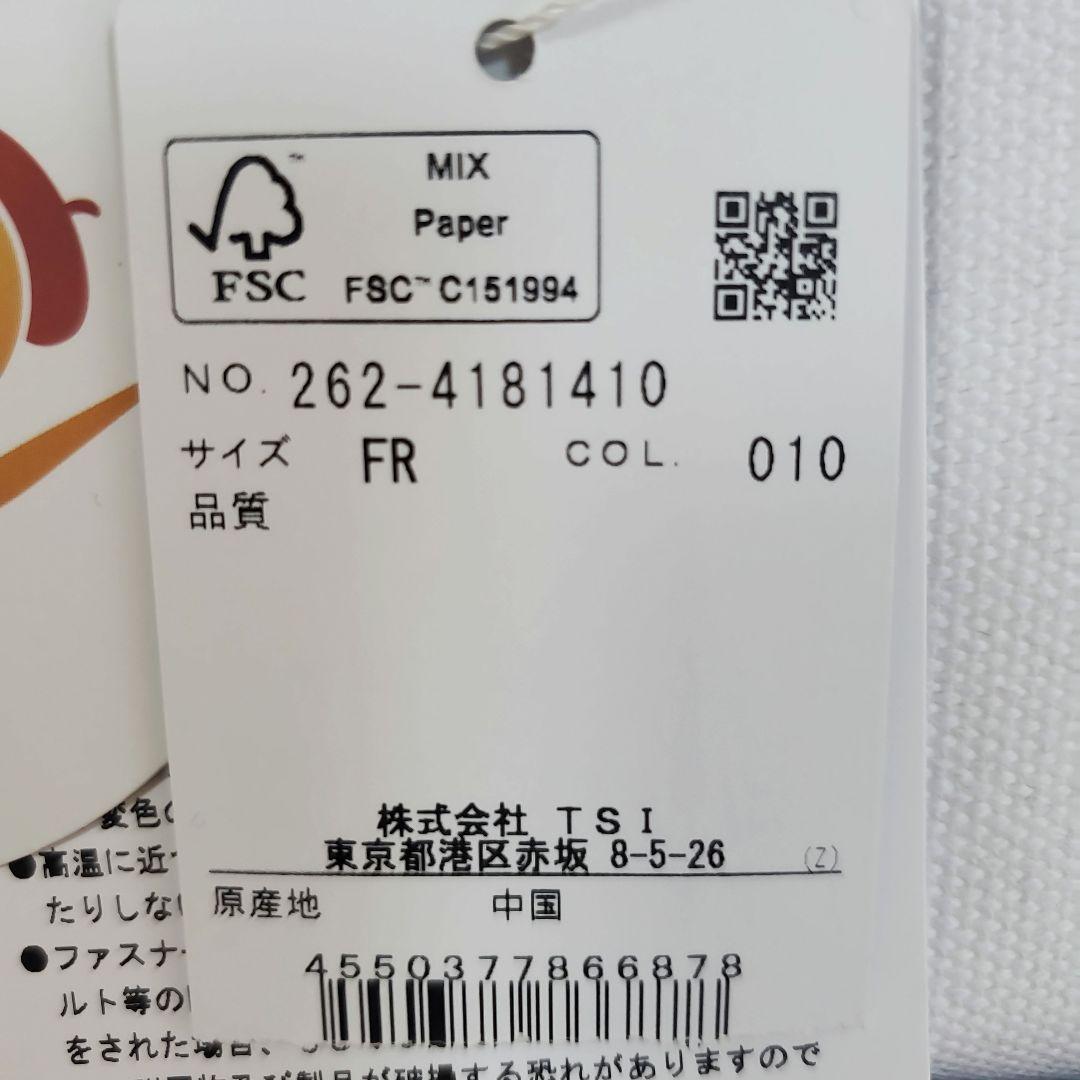 MIX
Paper
FSC™ C151994
FSC
NO. 262-4181410
サイズ FR COL. 010
品質
株式会社 TSI
東京都港区赤坂 8-5-26 (Z)
原産地 中国
4550377866878
変色
●高温に近
たりしな
●ファスナ
ルト等の
をされた場合、
及び製品が破損する恐れがありますので